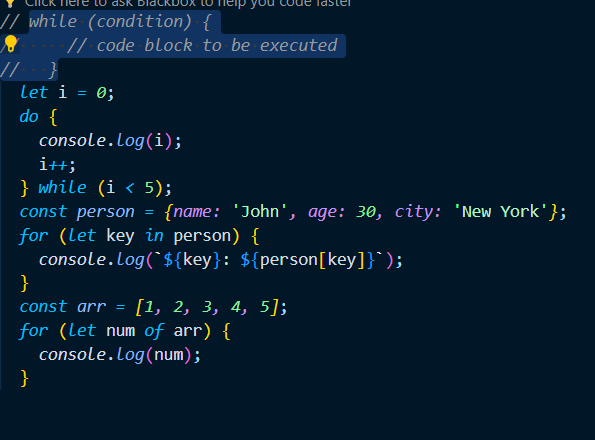 Click here to ask Blackbox to help you code faster
// while (condition) {
//     // code block to be executed
//   }
let i = 0;
do {
  console.log(i);
  i++;
} while (i < 5);
const person = {name: 'John', age: 30, city: 'New York'};
for (let key in person) {
  console.log(`${key}: ${person[key]}`);
}
const arr = [1, 2, 3, 4, 5];
for (let num of arr) {
  console.log(num);
}